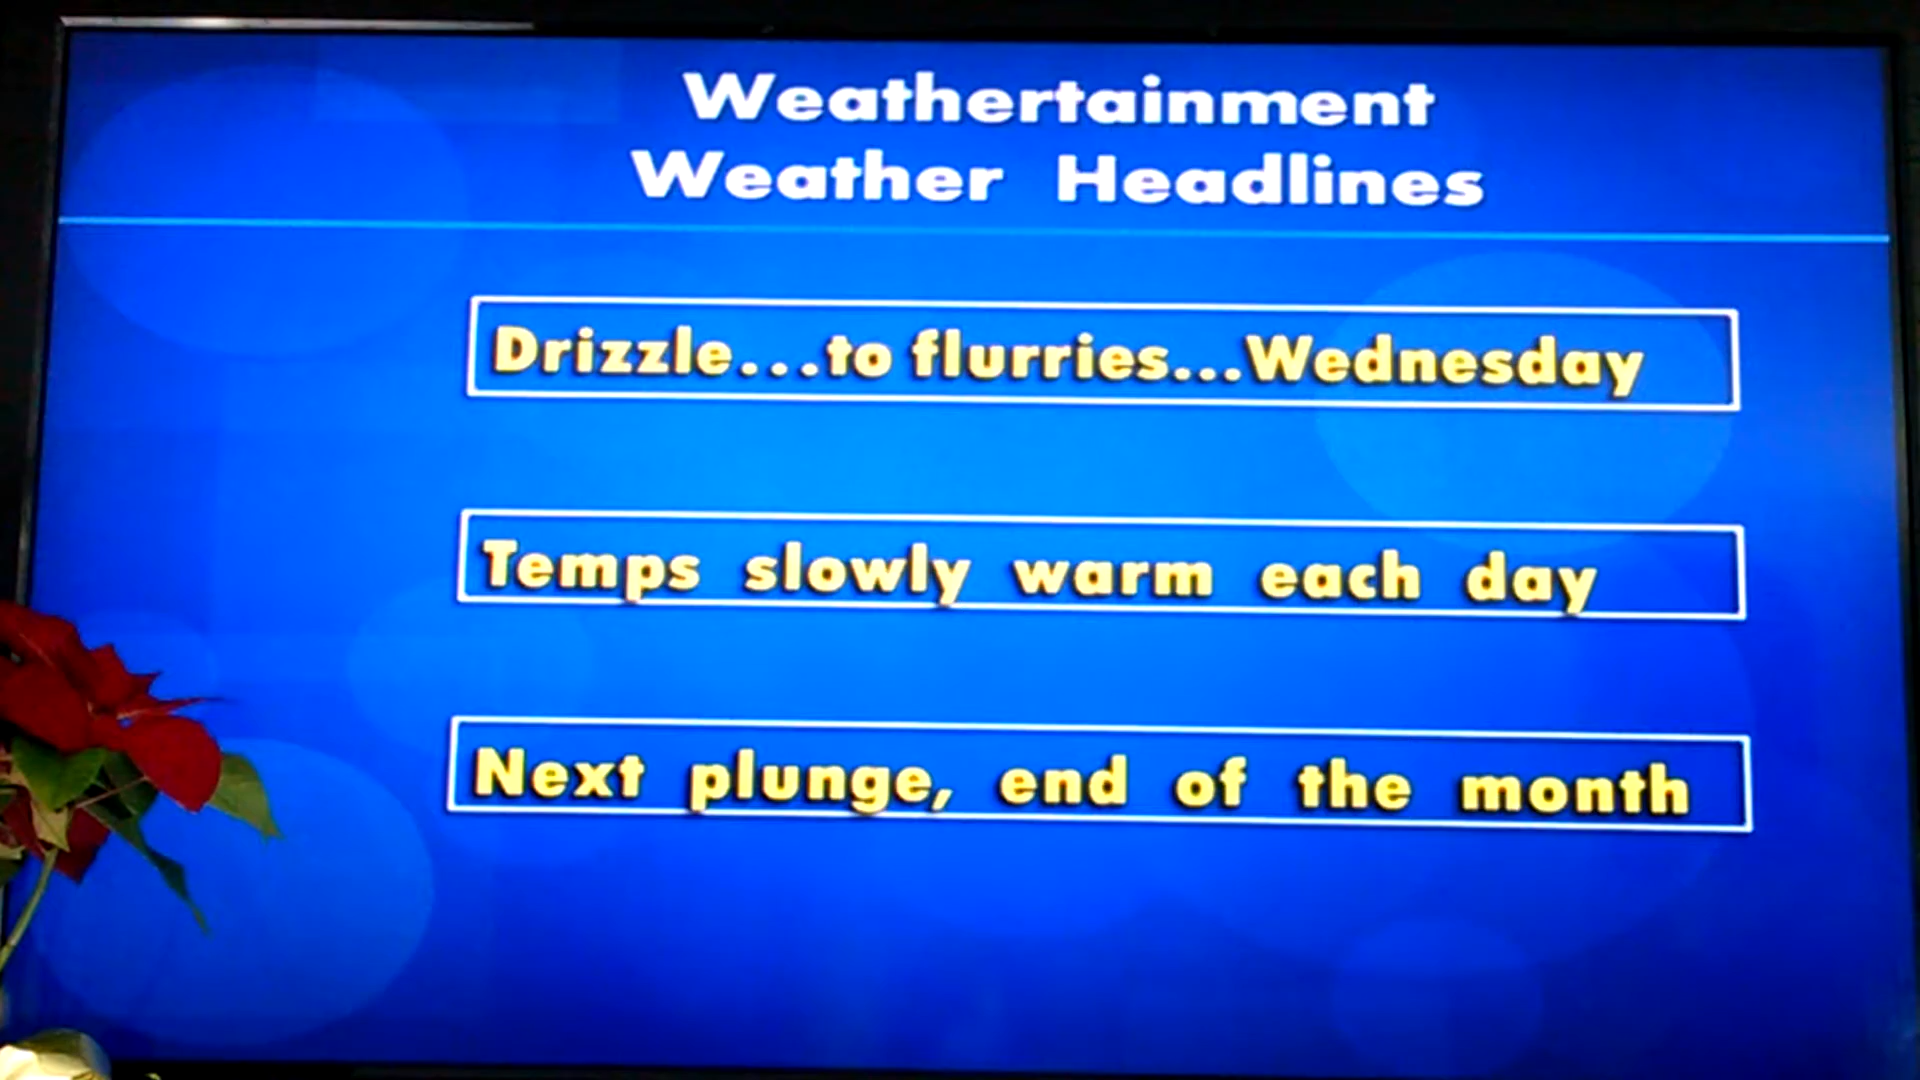 Weathertainment
Weather Headlines
Drizzle...to flurries...Wednesday
Temps slowly warm each day
Next plunge, end of the month